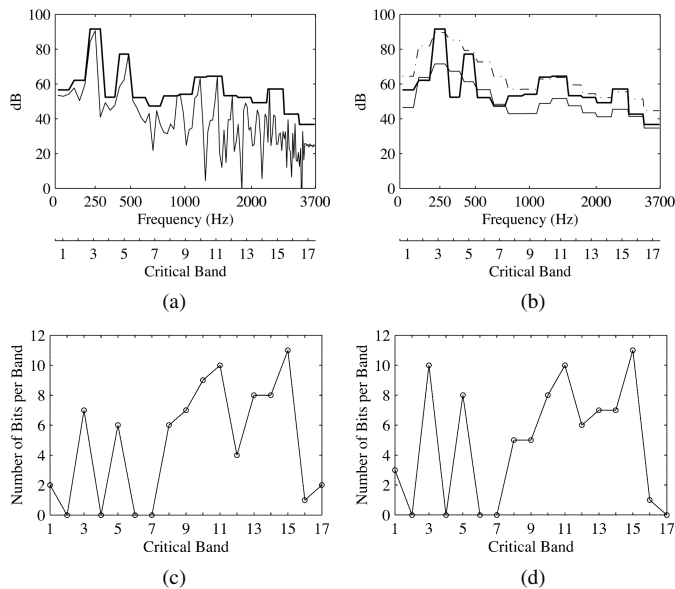 100
80
60
40
20
0
dB
0 250 500 1000 2000 3700
Frequency (Hz)
1 3 5 7 9 11 13 15 17
Critical Band
(a)
100
80
60
40
20
0
dB
0 250 500 1000 2000 3700
Frequency (Hz)
1 3 5 7 9 11 13 15 17
Critical Band
(b)
12
10
8
6
4
2
0
Number of Bits per Band
1 3 5 7 9 11 13 15 17
Critical Band
(c)
12
10
8
6
4
2
0
Number of Bits per Band
1 3 5 7 9 11 13 15 17
Critical Band
(d)